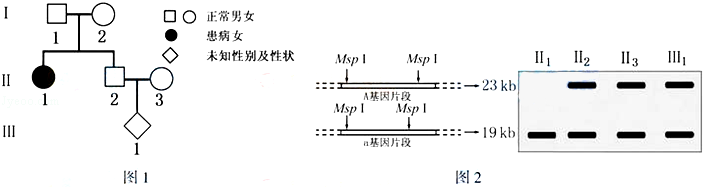 I
1
2
正常男女
患病女
未知性别及性状
II
1
2
3
III
1
图1
Msp I
Msp I
A基因片段
23 kb
Msp I
Msp I
a基因片段
19 kb
II1
II2
II3
III1
图2